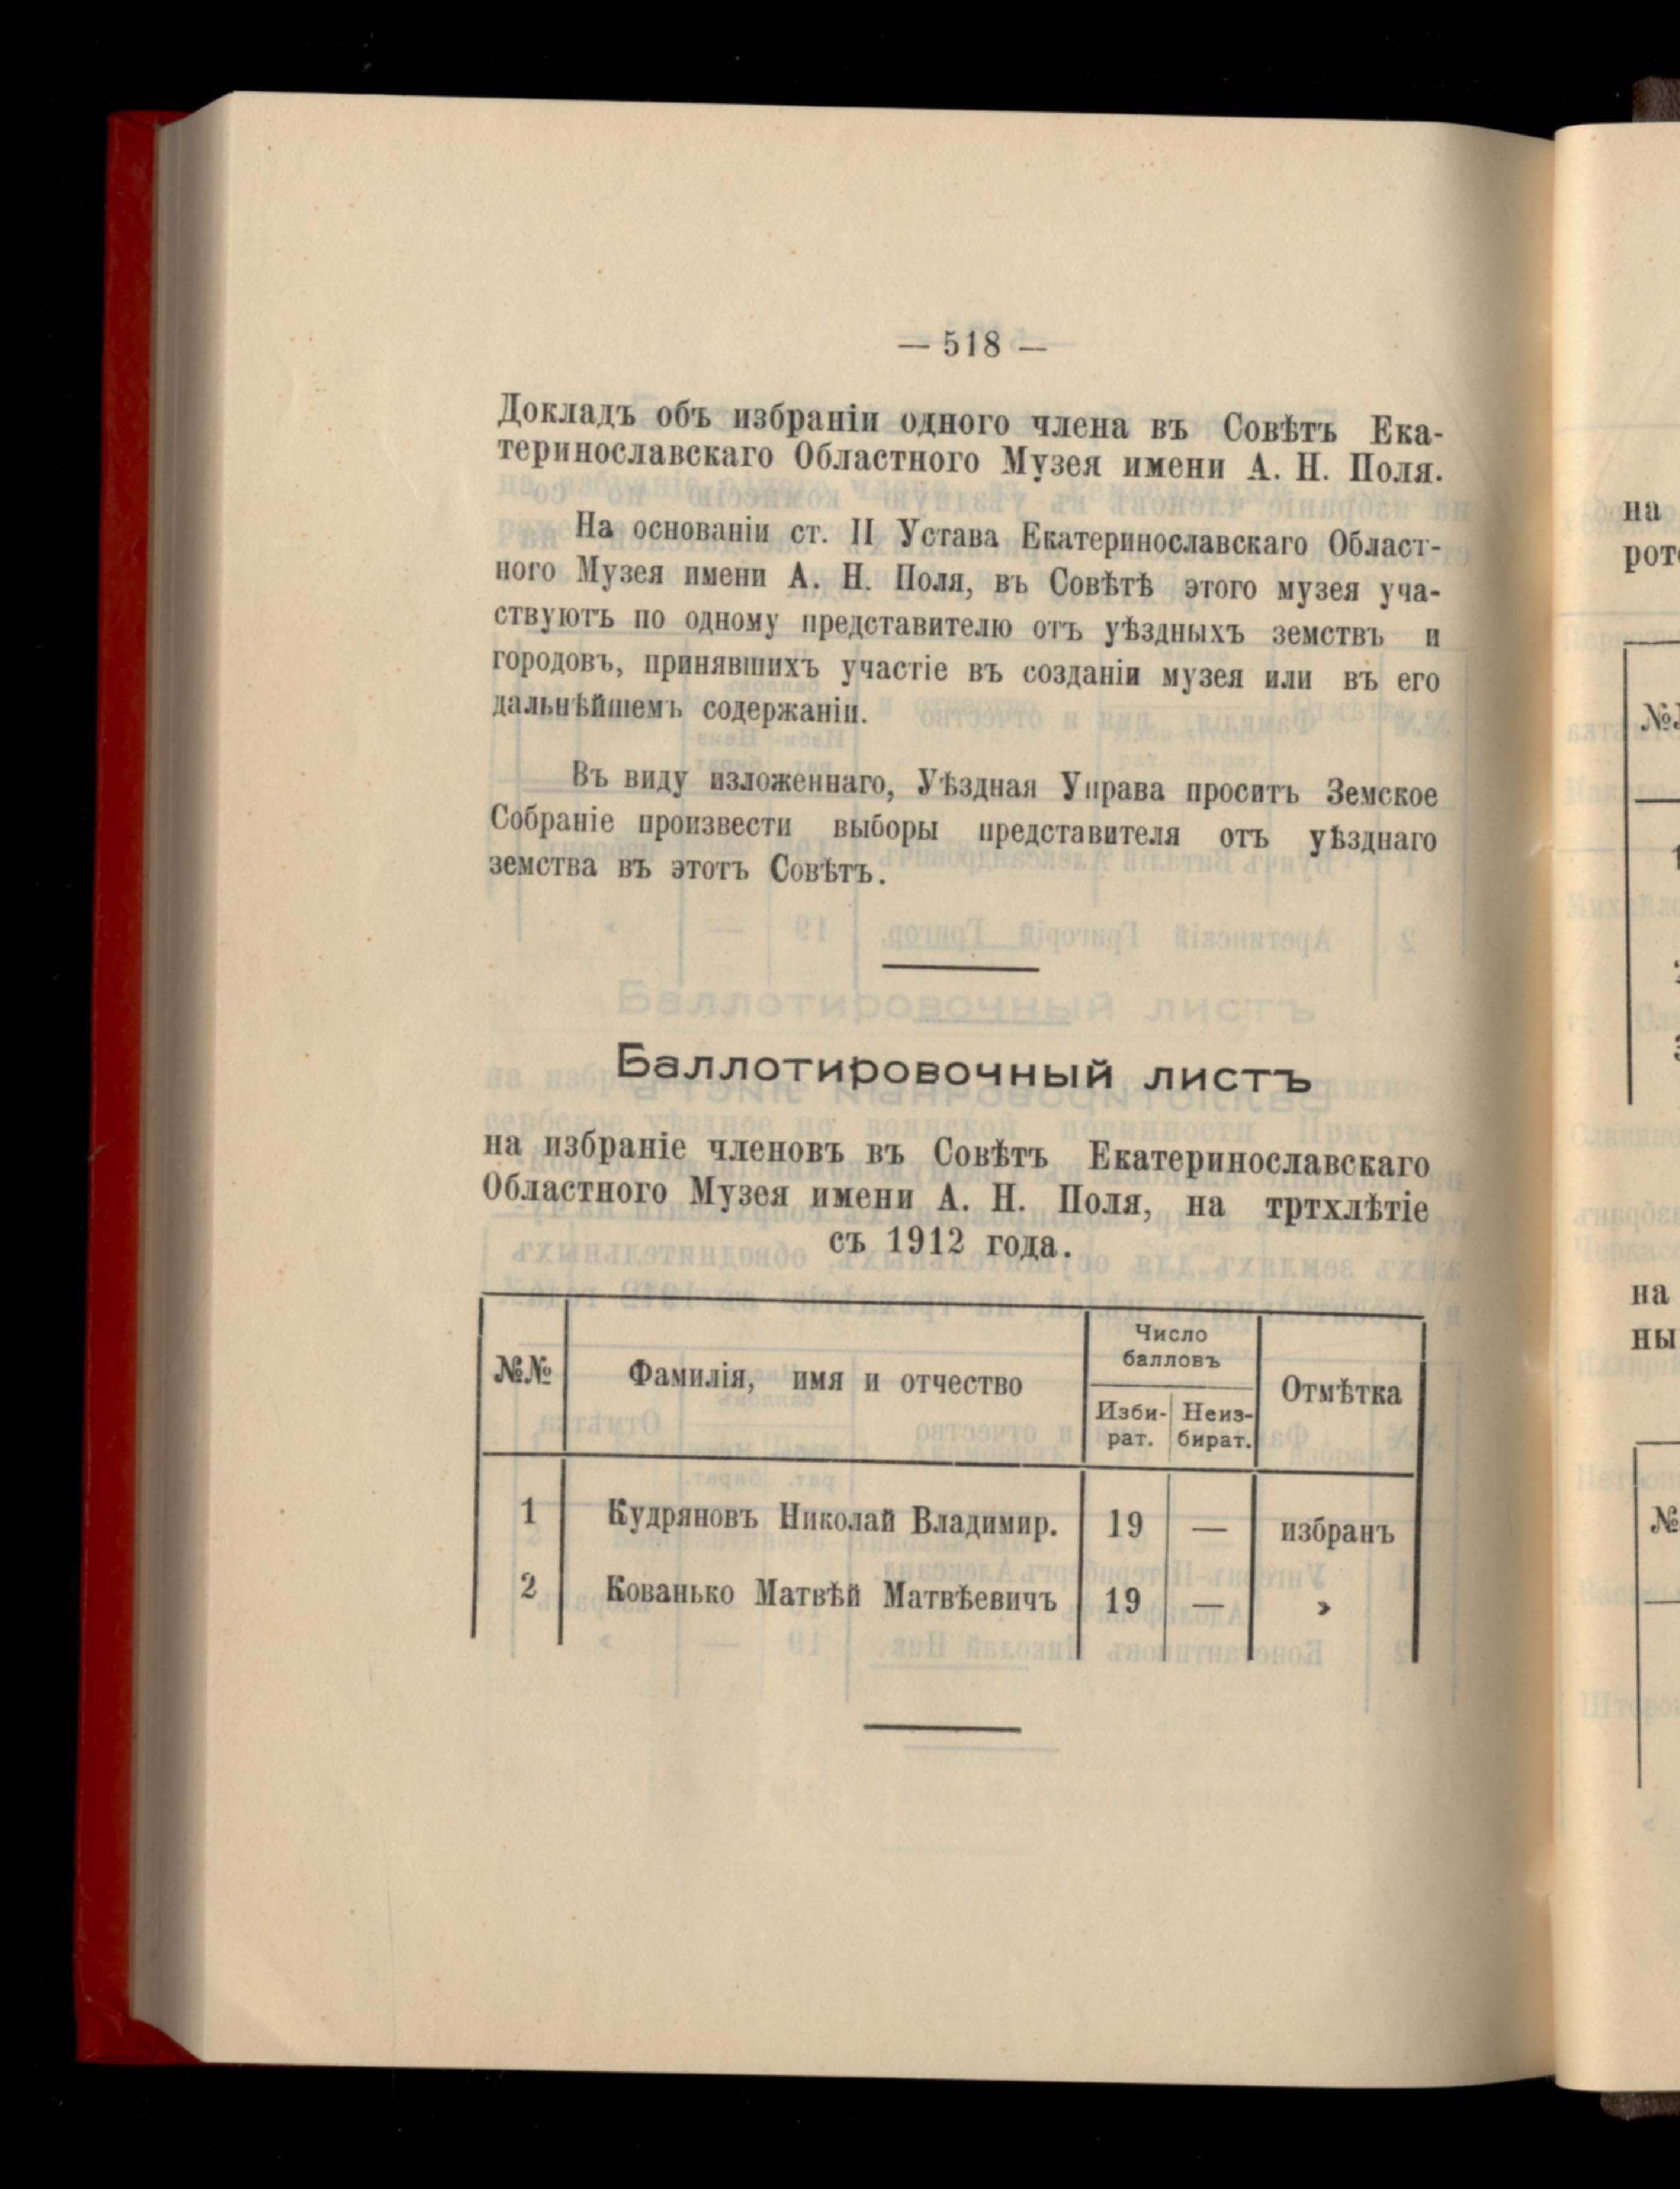 — 518 —
Докладъ объ избраніи одного члена въ Совѣтъ Ека-
теринославскаго Областного Музея имени А. Н. Поля.
На основаніи ст. II Устава Екатеринославскаго Област-
ного Музея имени А. Н. Поля, въ Совѣтѣ этого музея уча-
ствуютъ по одному представителю отъ уѣздныхъ земствъ и
городовъ, принявшихъ участіе въ созданіи музея или въ его
дальнѣйшемъ содержаніи.
Въ виду изложеннаго, Уѣздная Управа проситъ Земское
Собраніе произвести выборы представителя отъ уѣзднаго
земства въ этотъ Совѣтъ.
Баллотировочный листъ
на избраніе членовъ въ Совѣтъ Екатеринославскаго
Областного Музея имени А. Н. Поля, на тртхлѣтіе
съ 1912 года.
№№ Фамилія, имя и отчество Число балловъ Отмѣтка
Изби- Неиз-
рат. бират.
1 Кудряновъ Николай Владимир. 19 — избранъ
2 Кованько Матвѣй Матвѣевичъ 19 — »
на
на
ны